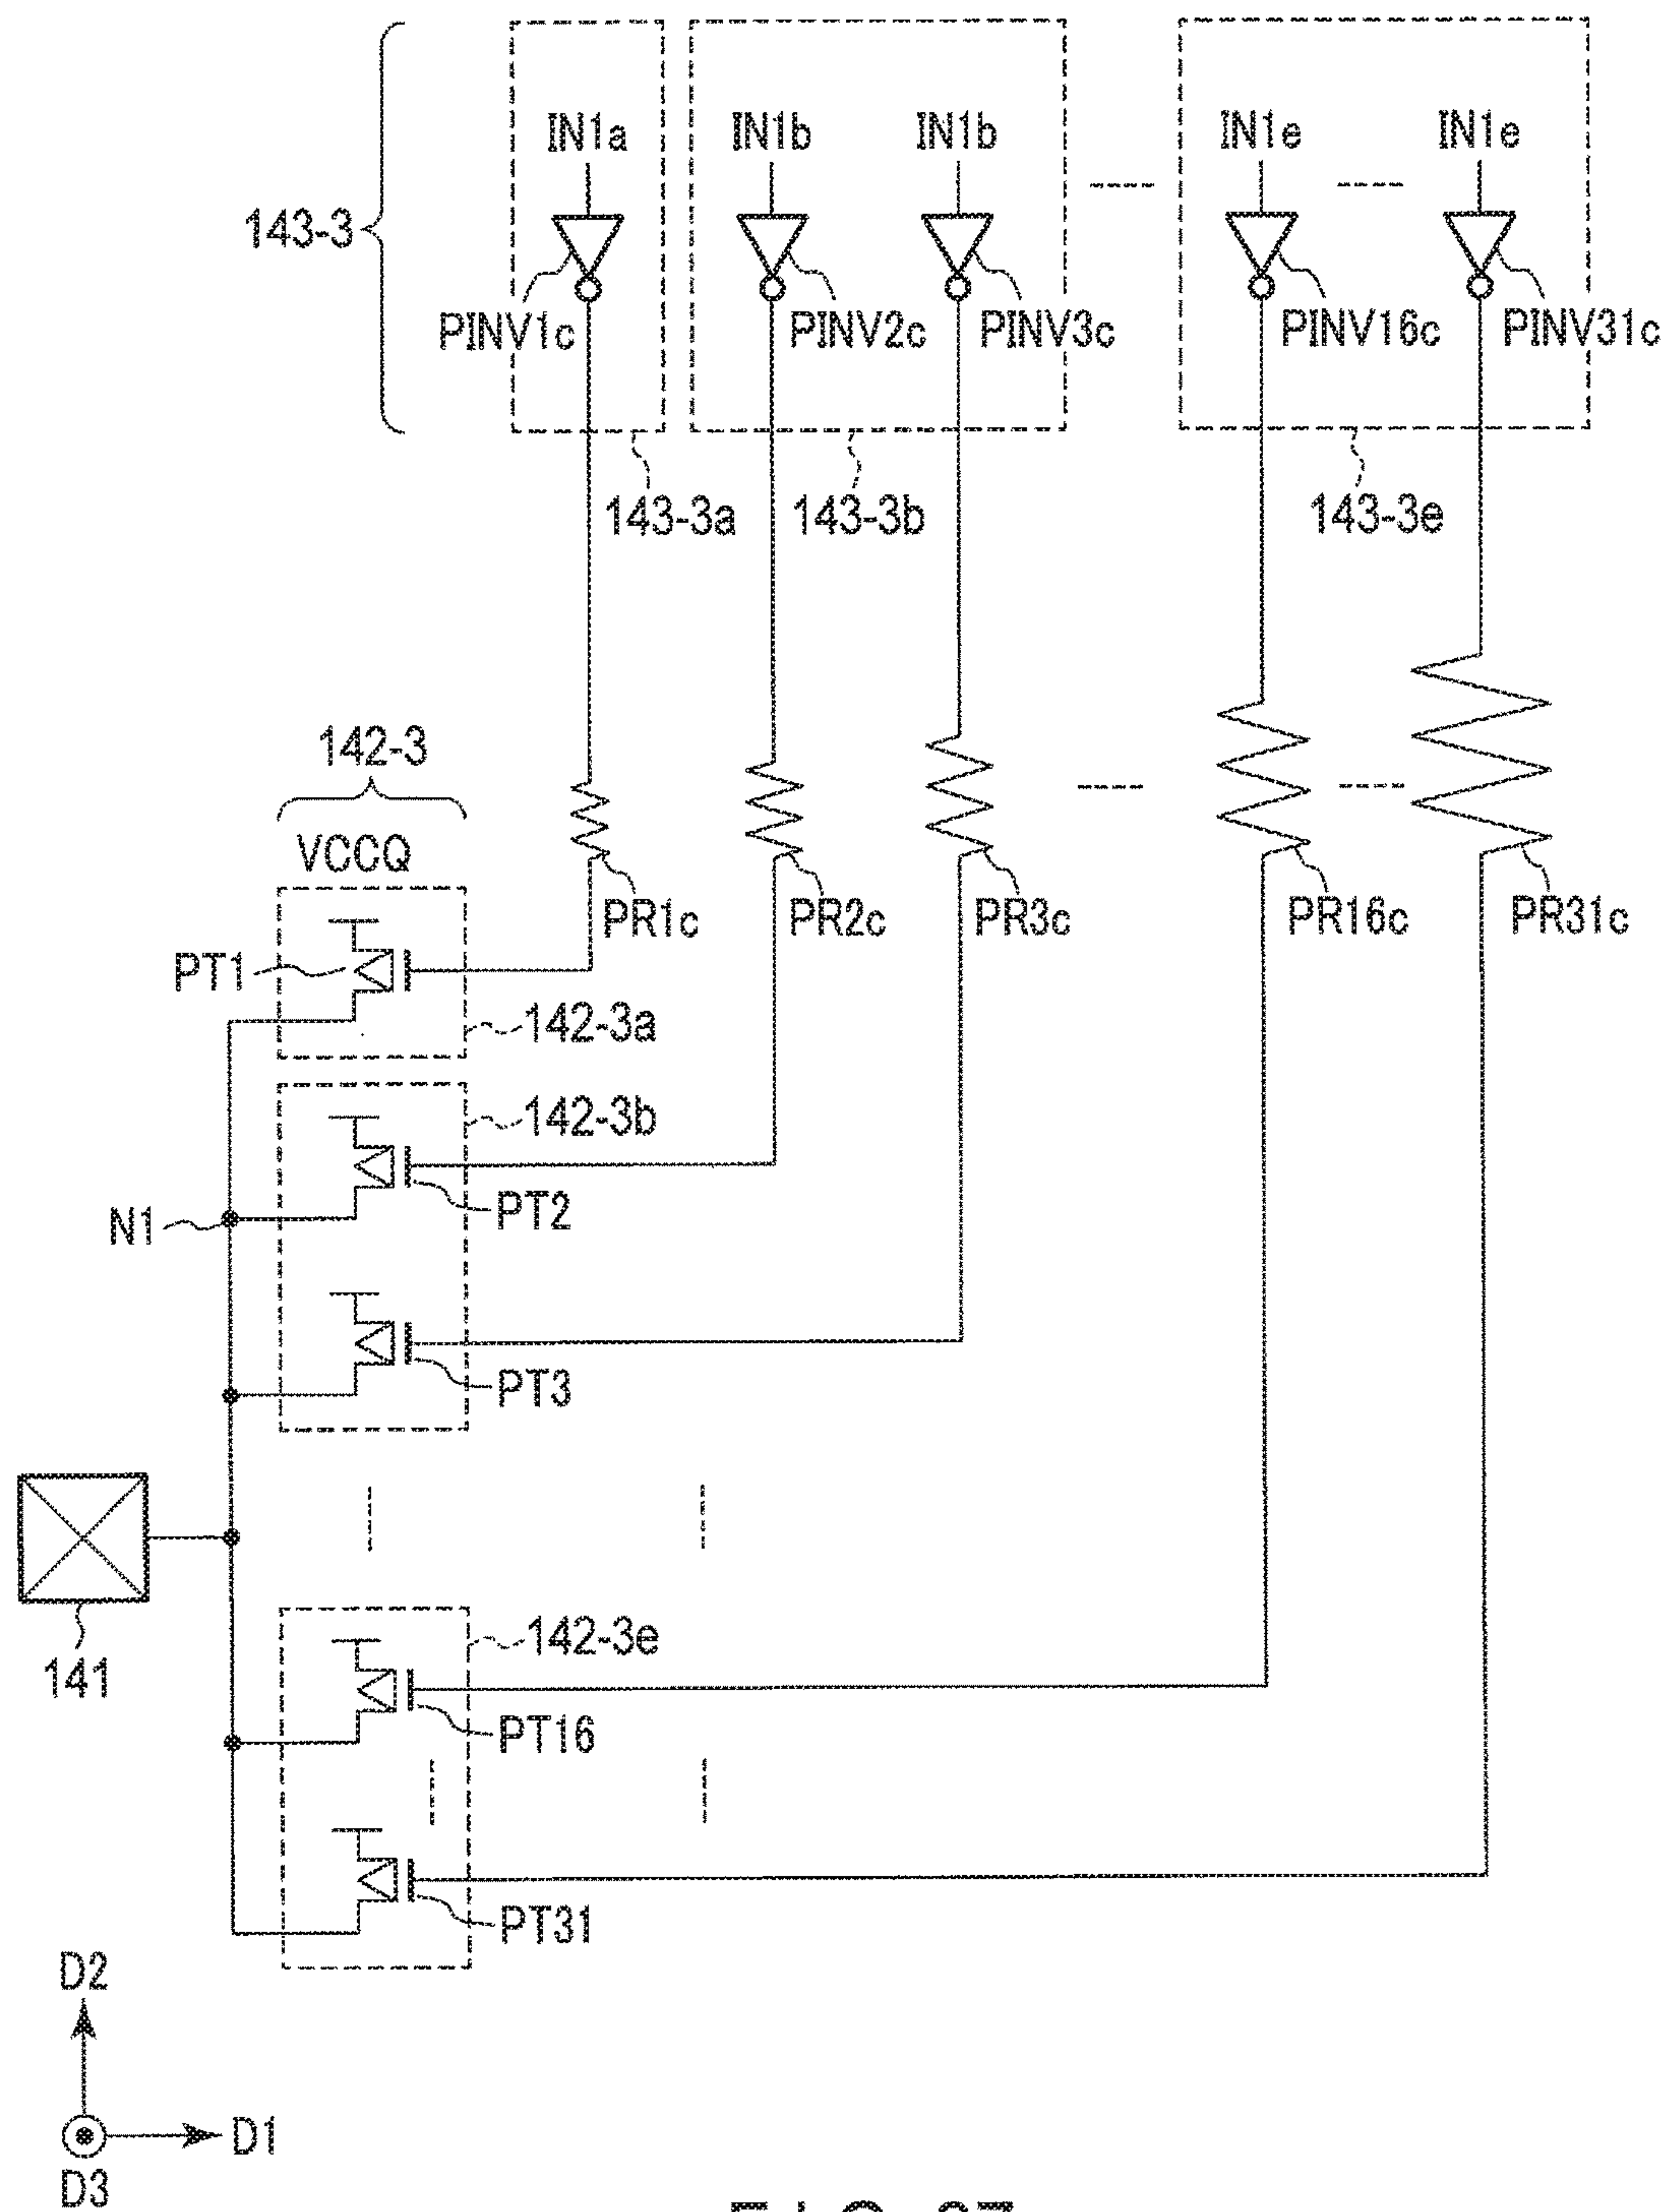 IN1a IN1b IN1b IN1e IN1e
143-3
PINV1c PINV2c PINV3c PINV16c PINV31c
143-3a 143-3b 143-3e
142-3
VCCQ
PR1c PR2c PR3c PR16c PR31c
PT1
142-3a
142-3b
PT2
N1
PT3
142-3e
141
PT16
PT31
D2
D1
D3